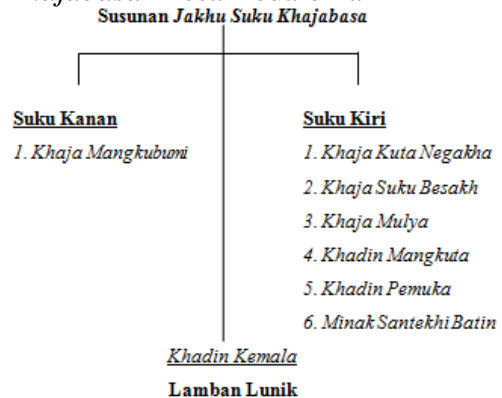 Susunan Jakhu Suku Khajabasa
Suku Kanan
1. Khaja Mangkubumi
Suku Kiri
1. Khaja Kuta Negakha
2. Khaja Suku Besakh
3. Khaja Mulya
4. Khadin Mangkuta
5. Khadin Pemuka
6. Minak Santekhi Batin
Khadin Kemala
Lamban Lunik